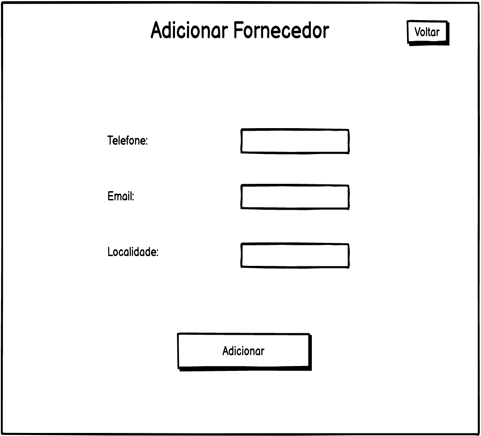 Adicionar Fornecedor
Voltar
Telefone:
Email:
Localidade:
Adicionar